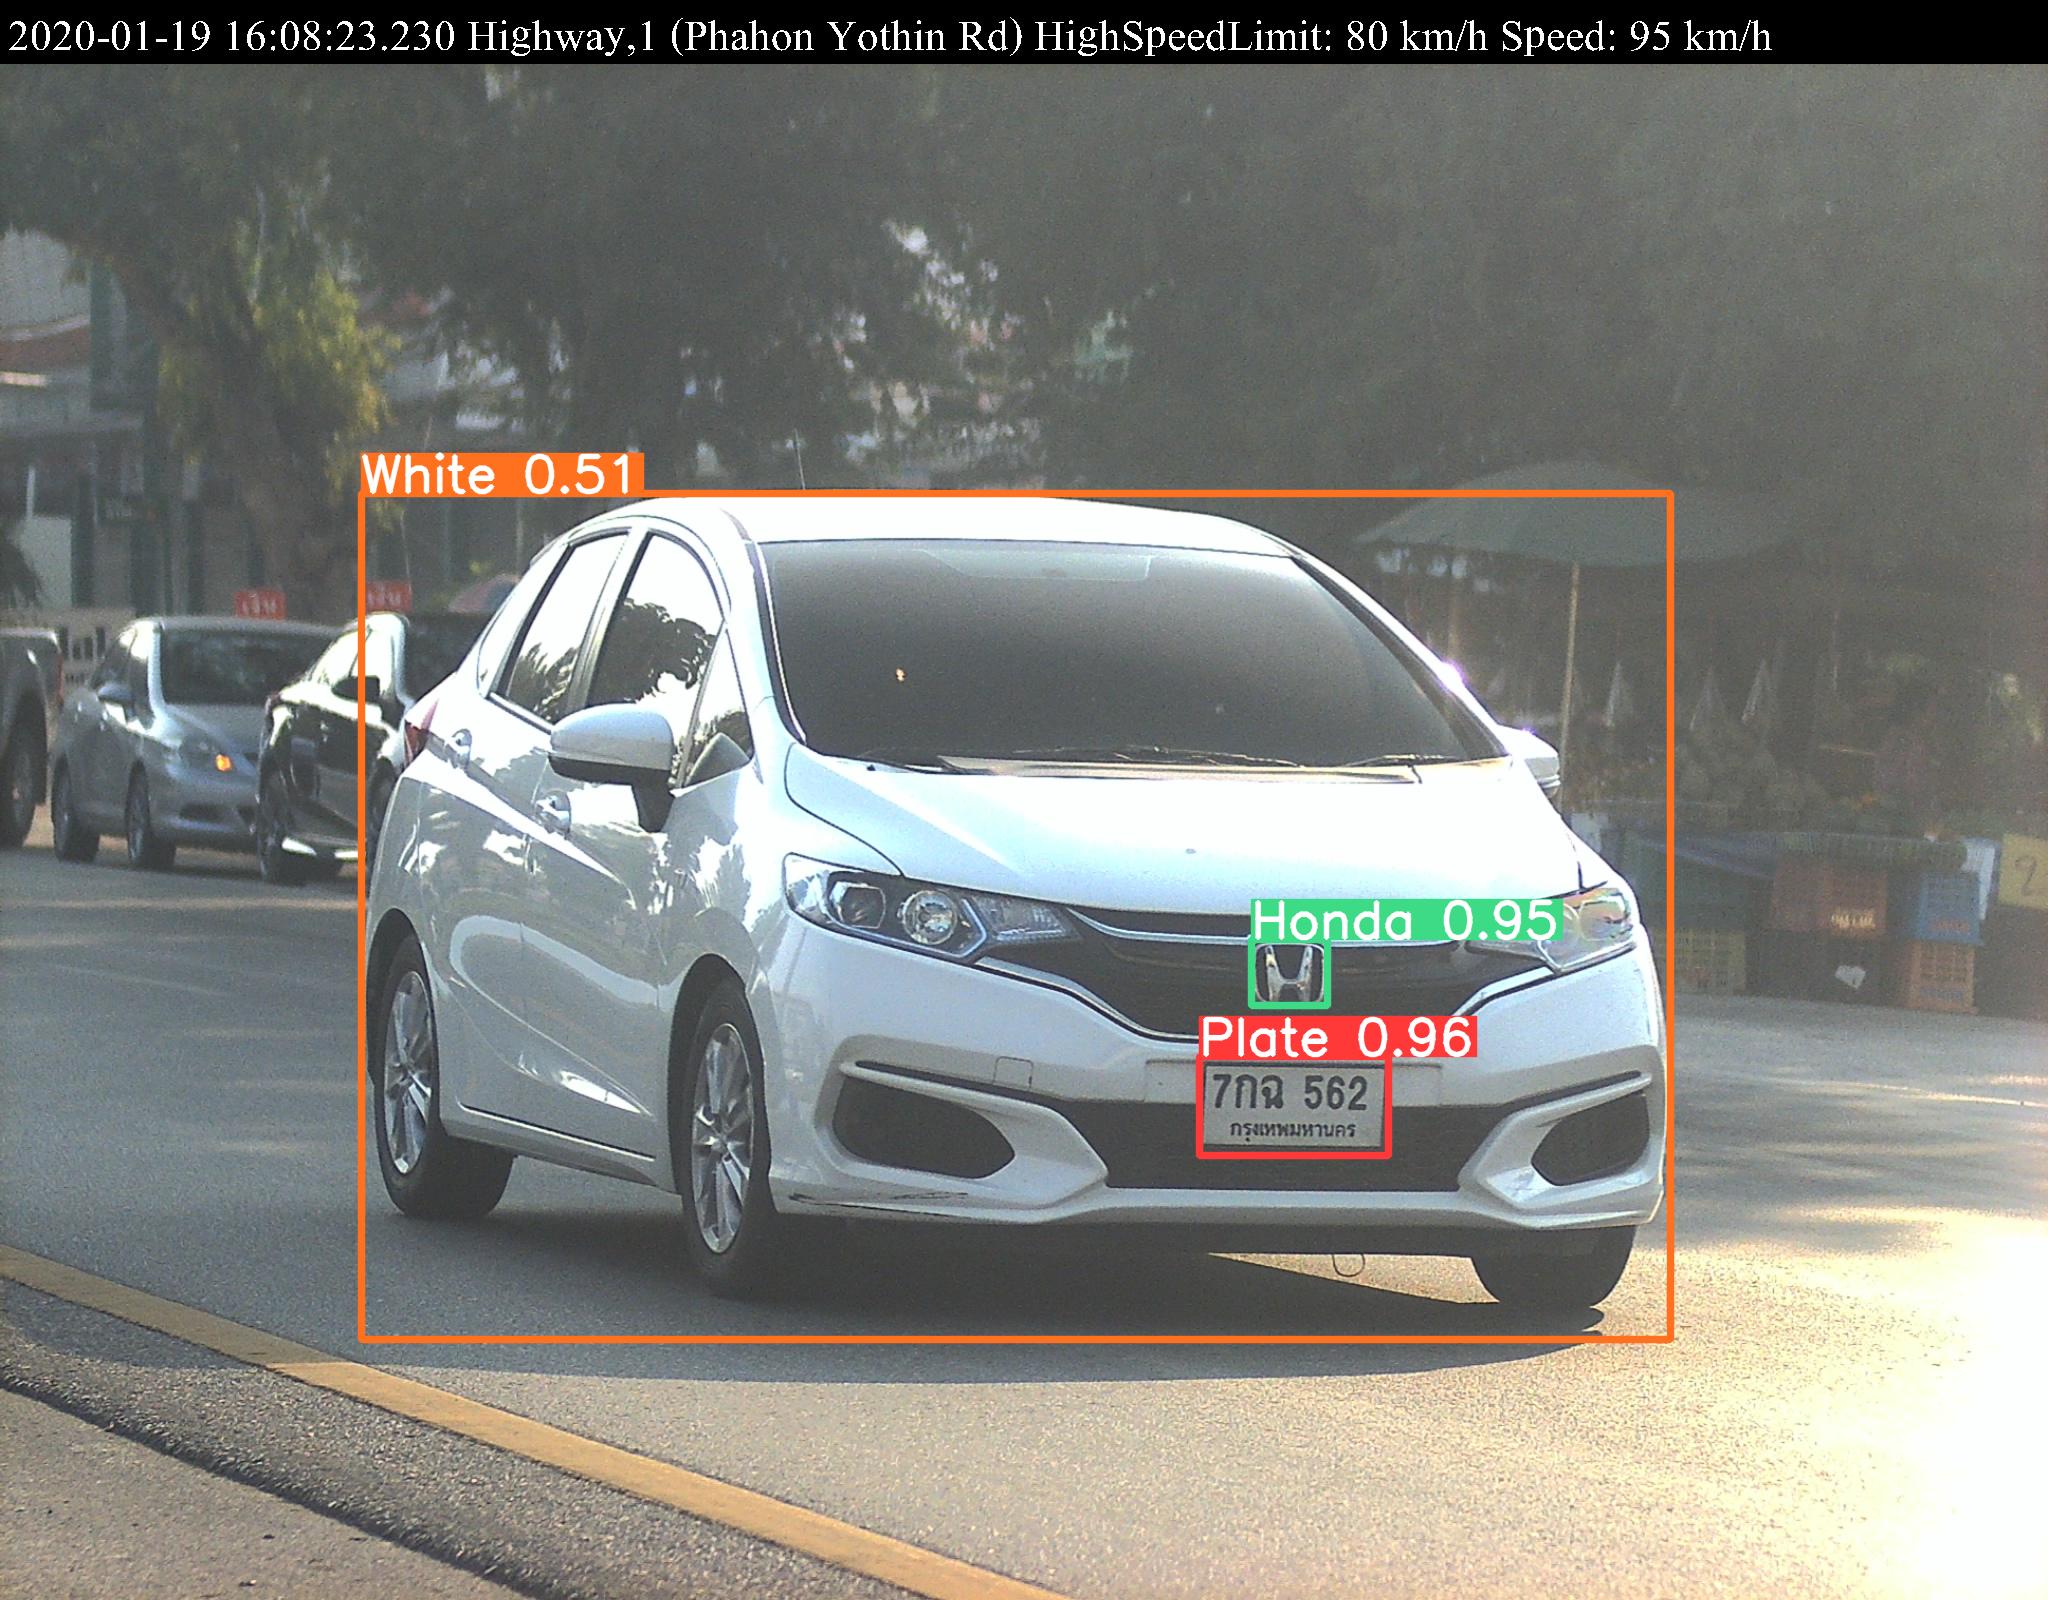 2020-01-19 16:08:23.230 Highway,1 (Phahon Yothin Rd) HighSpeedLimit: 80 km/h Speed: 95 km/h
White 0.51
Honda 0.95
Plate 0.96
7กฉ 562
กรุงเทพมหานคร
2